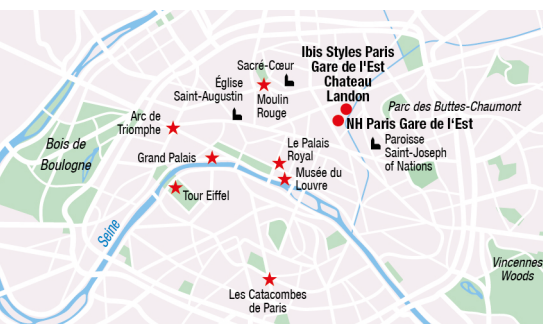 Ibis Styles Paris
Gare de l'Est
Chateau
Landon
Sacré-Cœur
Église
Saint-Augustin
Moulin
Rouge
Parc des Buttes-Chaumont
NH Paris Gare de l'Est
Arc de
Triomphe
Bois de
Boulogne
Grand Palais
Le Palais
Royal
Paroisse
Saint-Joseph
of Nations
Musée du
Louvre
Tour Eiffel
Seine
Vincennes
Woods
Les Catacombes
de Paris